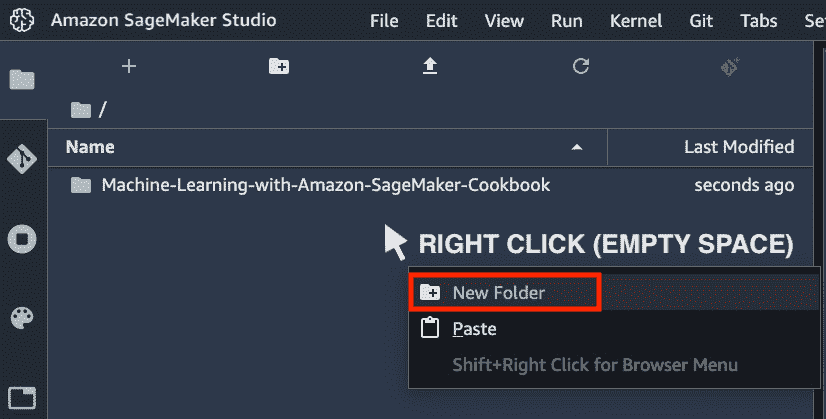 Amazon SageMaker Studio File Edit View Run Kernel Git Tabs Se
/
Name Last Modified
Machine-Learning-with-Amazon-SageMaker-Cookbook seconds ago
RIGHT CLICK (EMPTY SPACE)
New Folder
Paste
Shift+Right Click for Browser Menu